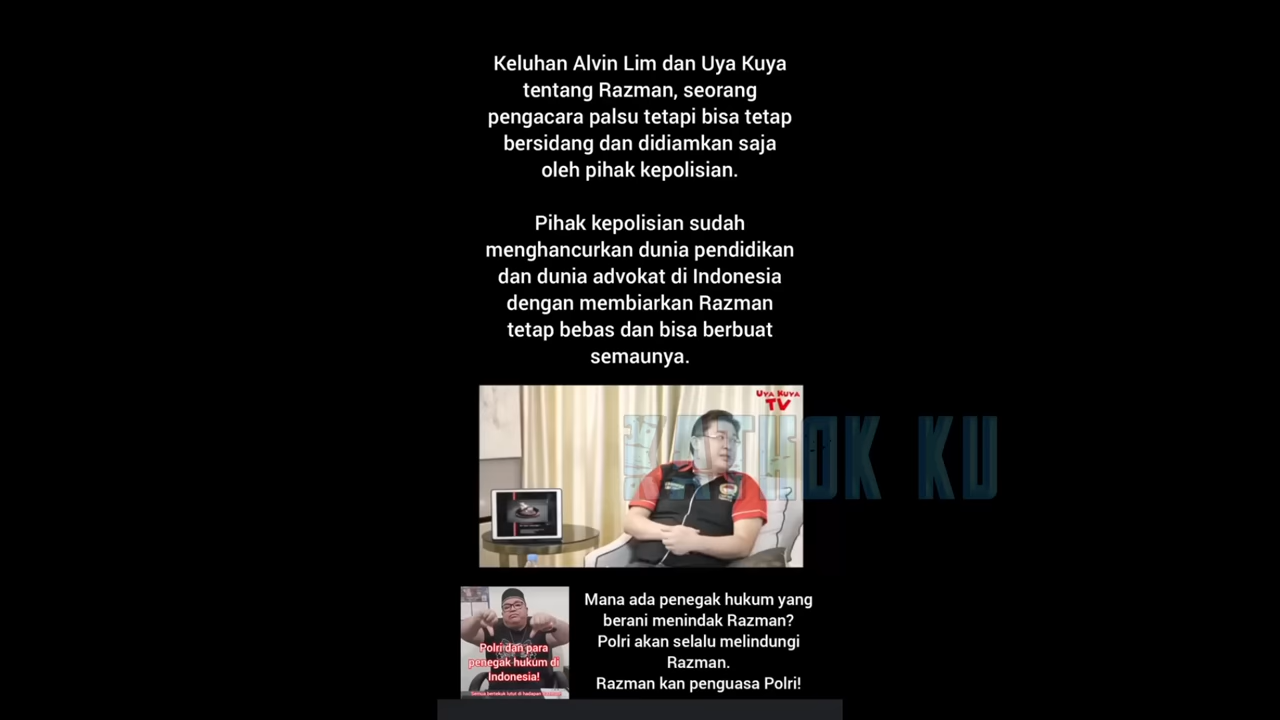 Keluhan Alvin Lim dan Uya Kuya
tentang Razman, seorang
pengacara palsu tetapi bisa tetap
bersidang dan didiamkan saja
oleh pihak kepolisian.
Pihak kepolisian sudah
menghancurkan dunia pendidikan
dan dunia advokat di Indonesia
dengan membiarkan Razman
tetap bebas dan bisa berbuat
semaunya.
UYA KUYA
TV
KU
Polri dan para
penegak hukum di
Indonesia!
Mana ada penegak hukum yang
berani menindak Razman?
Polri akan selalu melindungi
Razman.
Razman kan penguasa Polri!